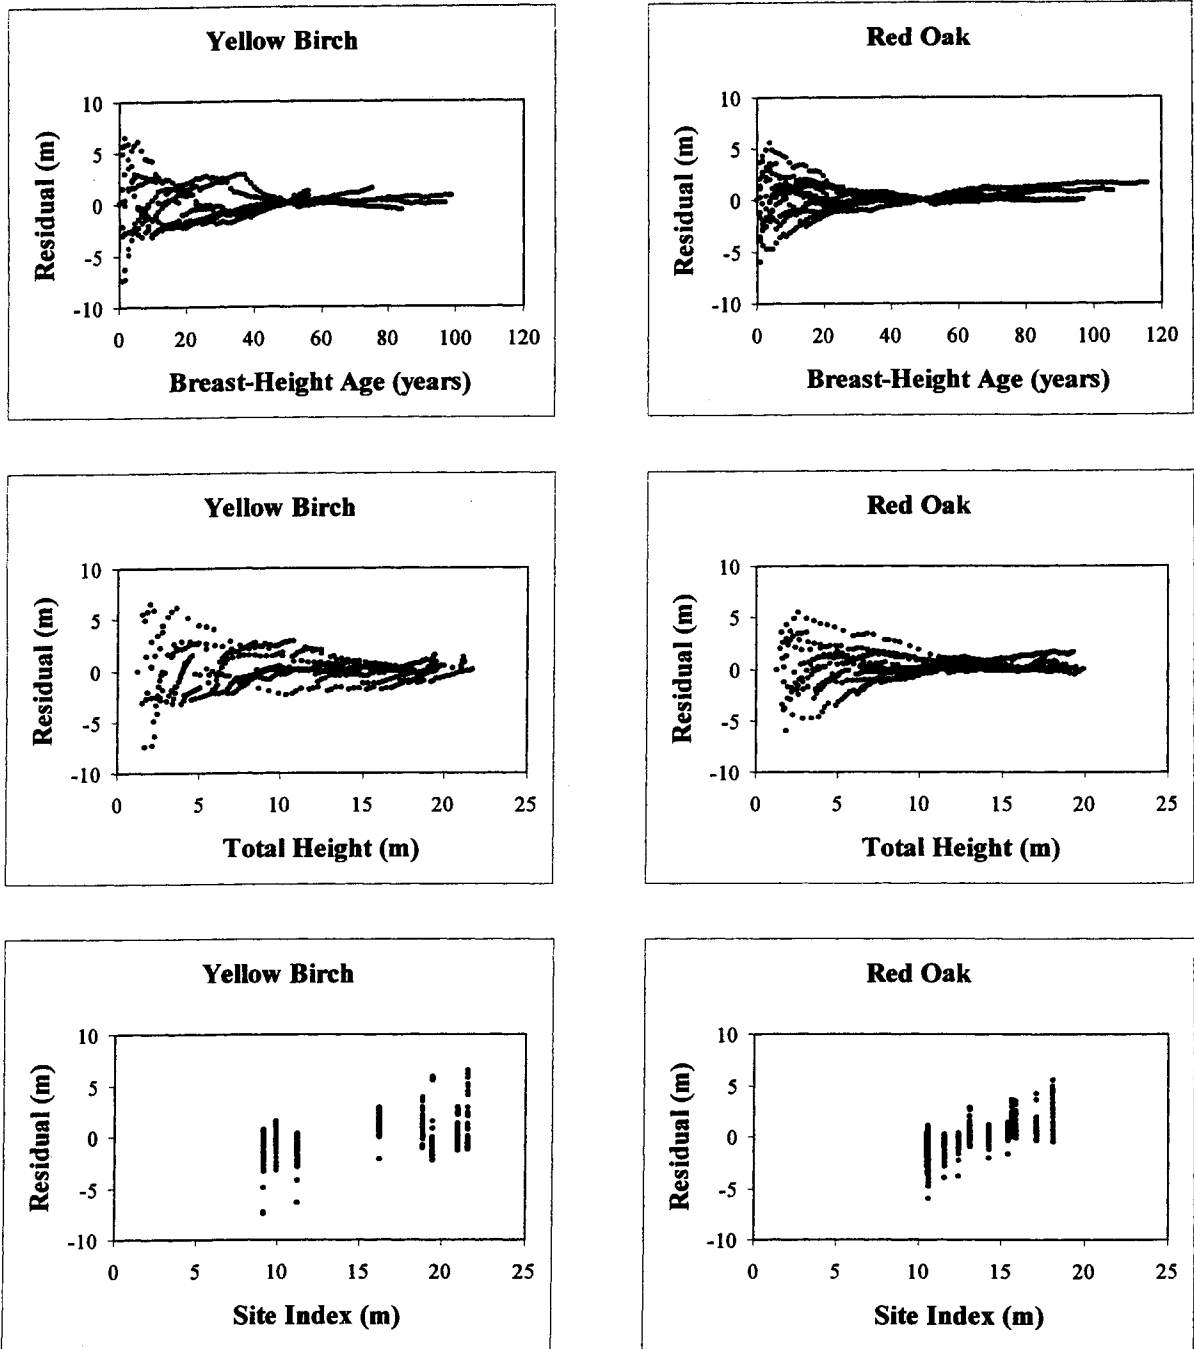 Yellow Birch
10
5
0
-5
-10
Residual (m)
0 20 40 60 80 100 120
Breast-Height Age (years)
Red Oak
10
5
0
-5
-10
Residual (m)
0 20 40 60 80 100 120
Breast-Height Age (years)
Yellow Birch
10
5
0
-5
-10
Residual (m)
0 5 10 15 20 25
Total Height (m)
Red Oak
10
5
0
-5
-10
Residual (m)
0 5 10 15 20 25
Total Height (m)
Yellow Birch
10
5
0
-5
-10
Residual (m)
0 5 10 15 20 25
Site Index (m)
Red Oak
10
5
0
-5
-10
Residual (m)
0 5 10 15 20 25
Site Index (m)